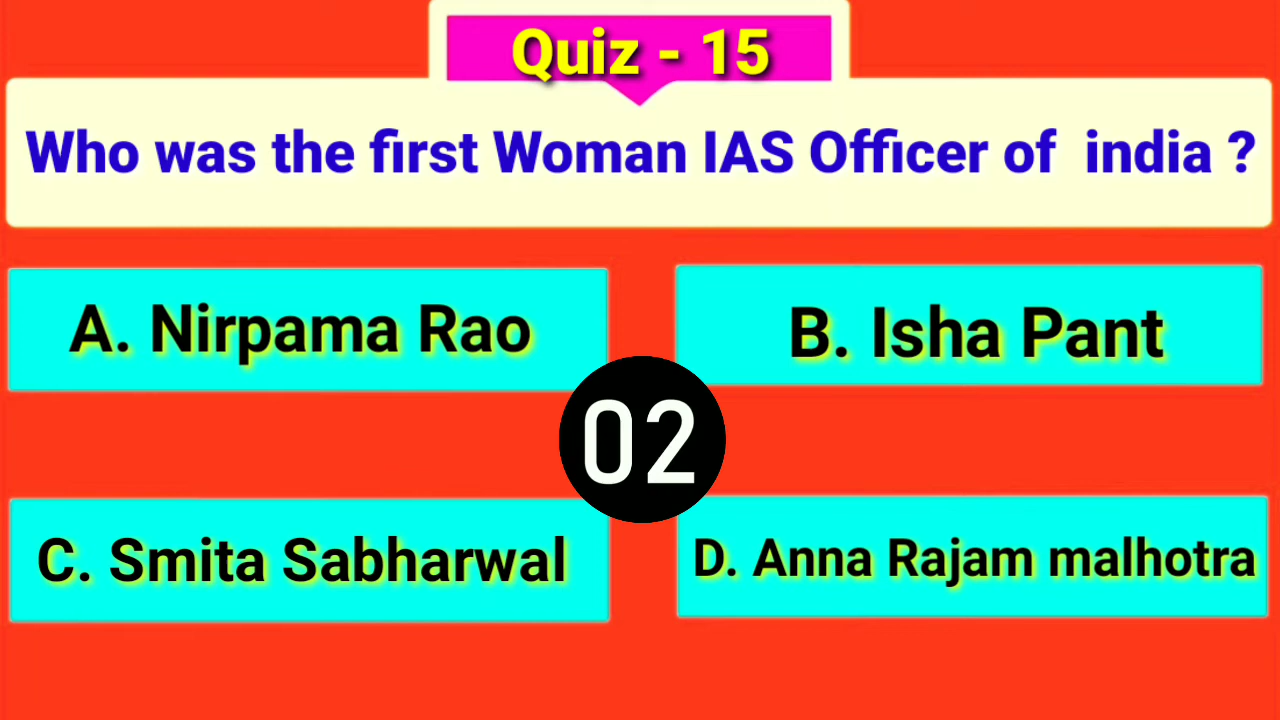 Quiz - 15
Who was the first Woman IAS Officer of india ?
A. Nirpama Rao
B. Isha Pant
02
C. Smita Sabharwal
D. Anna Rajam malhotra